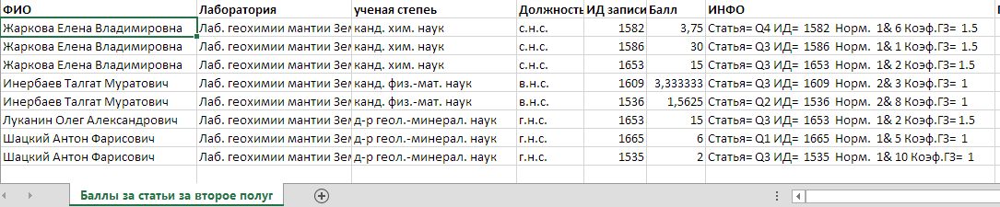 ФИО Лаборатория ученая степеь Должность ИД записи Балл ИНФО
Жаркова Елена Владимировна Лаб. геохимии мантии Зем канд. хим. наук с.н.с. 1582 3,75 Статья= Q4 ИД= 1582 Норм. 1& 6 Коэф.ГЗ= 1.5
Жаркова Елена Владимировна Лаб. геохимии мантии Зем канд. хим. наук с.н.с. 1586 30 Статья= Q3 ИД= 1586 Норм. 1& 1 Коэф.ГЗ= 1.5
Жаркова Елена Владимировна Лаб. геохимии мантии Зем канд. хим. наук с.н.с. 1653 15 Статья= Q3 ИД= 1653 Норм. 1& 2 Коэф.ГЗ= 1.5
Инербаев Талгат Муратович Лаб. геохимии мантии Зем канд. физ.-мат. наук в.н.с. 1609 3,333333 Статья= Q3 ИД= 1609 Норм. 2& 3 Коэф.ГЗ= 1
Инербаев Талгат Муратович Лаб. геохимии мантии Зем канд. физ.-мат. наук в.н.с. 1536 1,5625 Статья= Q2 ИД= 1536 Норм. 2& 8 Коэф.ГЗ= 1
Луканин Олег Александрович Лаб. геохимии мантии Зем д-р геол.-минерал. наук г.н.с. 1653 15 Статья= Q3 ИД= 1653 Норм. 1& 2 Коэф.ГЗ= 1.5
Шацкий Антон Фарисович Лаб. геохимии мантии Зем д-р геол.-минерал. наук г.н.с. 1665 6 Статья= Q1 ИД= 1665 Норм. 1& 5 Коэф.ГЗ= 1
Шацкий Антон Фарисович Лаб. геохимии мантии Зем д-р геол.-минерал. наук г.н.с. 1535 2 Статья= Q3 ИД= 1535 Норм. 1& 10 Коэф.ГЗ= 1
Баллы за статьи за второе полуг